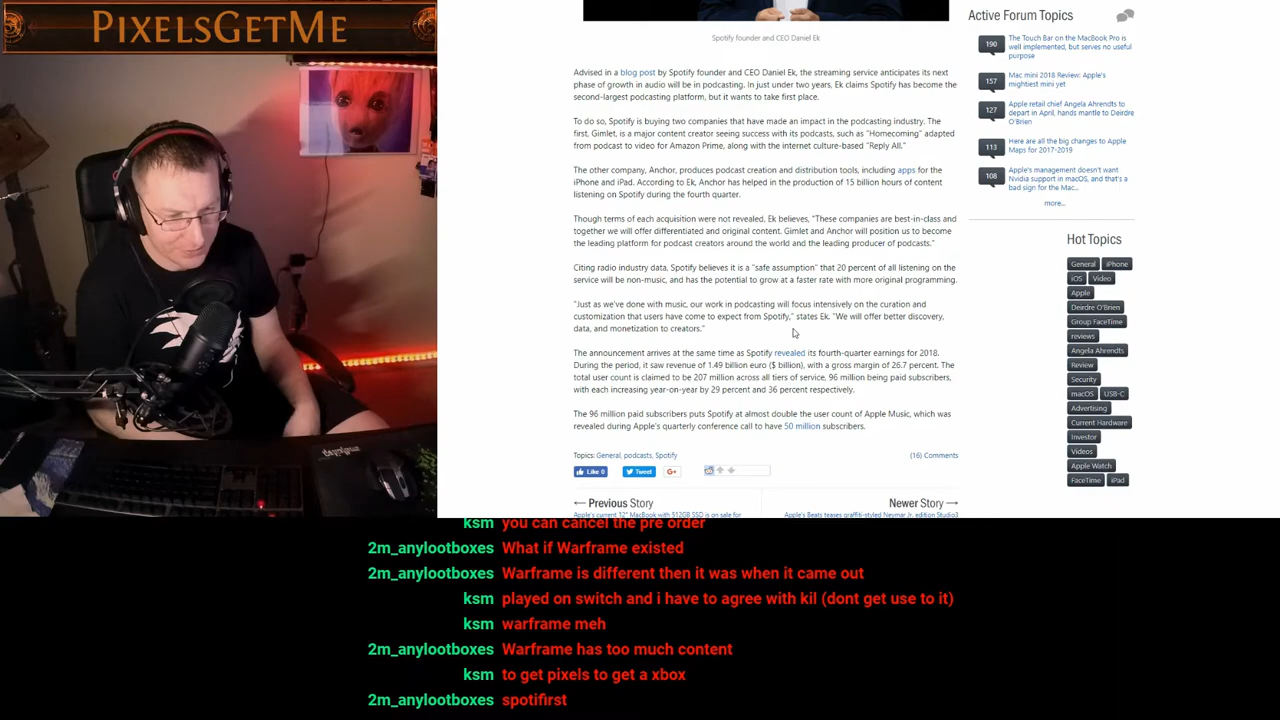 PIXELSGETME
Spotify founder and CEO Daniel Ek
Advised in a blog post by Spotify founder and CEO Daniel Ek, the streaming service anticipates its next
phase of growth in audio will be in podcasting. In just under two years, Ek claims Spotify has become the
second-largest podcasting platform, but it wants to take first place.
To do so, Spotify is buying two companies that have made an impact in the podcasting industry. The
first, Gimlet, is a major content creator seeing success with its podcasts, such as "Homecoming" adapted
from podcast to video for Amazon Prime, along with the internet culture-based "Reply All."
The other company, Anchor, produces podcast creation and distribution tools, including apps for the
iPhone and iPad. According to Ek, Anchor has helped in the production of 15 billion hours of content
listening on Spotify during the fourth quarter.
Though terms of each acquisition were not revealed, Ek believes, "These companies are best-in-class and
together we will offer differentiated and original content. Gimlet and Anchor will position us to become
the leading platform for podcast creators around the world and the leading producer of podcasts."
Citing radio industry data, Spotify believes it is a "safe assumption" that 20 percent of all listening on the
service will be non-music, and has the potential to grow at a faster rate with more original programming.
"Just as we've done with music, our work in podcasting will focus intensively on the curation and
customization that users have come to expect from Spotify," states Ek. "We will offer better discovery,
data, and monetization to creators."
The announcement arrives at the same time as Spotify revealed its fourth-quarter earnings for 2018.
During the period, it saw revenue of 1.49 billion euro ($ billion), with a gross margin of 26.7 percent. The
total user count is claimed to be 207 million across all tiers of service, 96 million being paid subscribers,
with each increasing year-on-year by 29 percent and 36 percent respectively.
The 96 million paid subscribers puts Spotify at almost double the user count of Apple Music, which was
revealed during Apple's quarterly conference call to have 50 million subscribers.
Topics: General, podcasts, Spotify
(16) Comments
Like 0
Tweet
G+
← Previous Story
Newer Story →
Apple's current 12" MacBook with 512GB SSD is on sale for
Apple's Beats teases graffiti-styled Neymar Jr. edition Studio3
Active Forum Topics
190
The Touch Bar on the MacBook Pro is
well implemented, but serves no useful
purpose
157
Mac mini 2018 Review: Apple's
mightiest mini yet
127
Apple retail chief Angela Ahrendts to
depart in April, hands mantle to Deirdre
O'Brien
113
Here are all the big changes to Apple
Maps for 2017-2019
108
Apple's management doesn't want
Nvidia support in macOS, and that's a
bad sign for the Mac...
more...
Hot Topics
General iPhone
iOS Video
Apple
Deirdre O'Brien
Group FaceTime
reviews
Angela Ahrendts
Review
Security
macOS USB-C
Advertising
Current Hardware
Investor
Videos
Apple Watch
FaceTime iPad
ksm you can cancel the pre order
2m_anylootboxes What if Warframe existed
2m_anylootboxes Warframe is different then it was when it came out
ksm played on switch and i have to agree with kil (dont get use to it)
ksm warframe meh
2m_anylootboxes Warframe has too much content
ksm to get pixels to get a xbox
2m_anylootboxes spotifirst